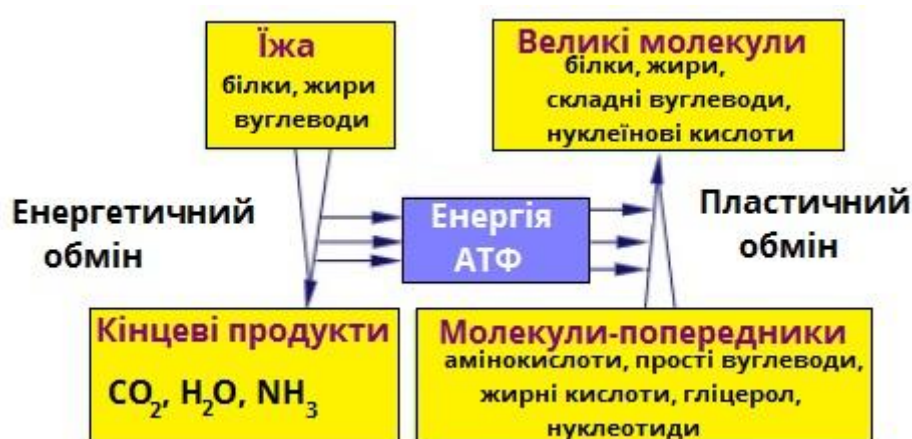 Їжа
білки, жири
вуглеводи
Великі молекули
білки, жири,
складні вуглеводи,
нуклеїнові кислоти
Енергетичний
обмін
Енергія
АТФ
Пластичний
обмін
Кінцеві продукти
CO₂, H₂O, NH₃
Молекули-попередники
амінокислоти, прості вуглеводи,
жирні кислоти, гліцерол,
нуклеотиди